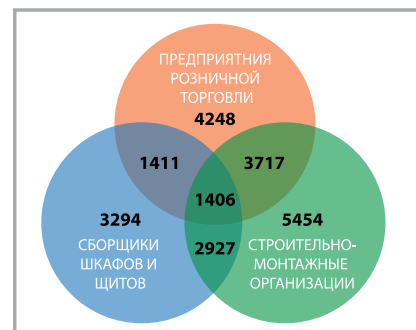 ПРЕДПРИЯТНИЯ
РОЗНИЧНОЙ
ТОРГОВЛИ
4248
1411
3717
1406
3294
5454
2927
СБОРЩИКИ
ШКАФОВ И
ЩИТОВ
СТРОИТЕЛЬНО-
МОНТАЖНЫЕ
ОРГАНИЗАЦИИ